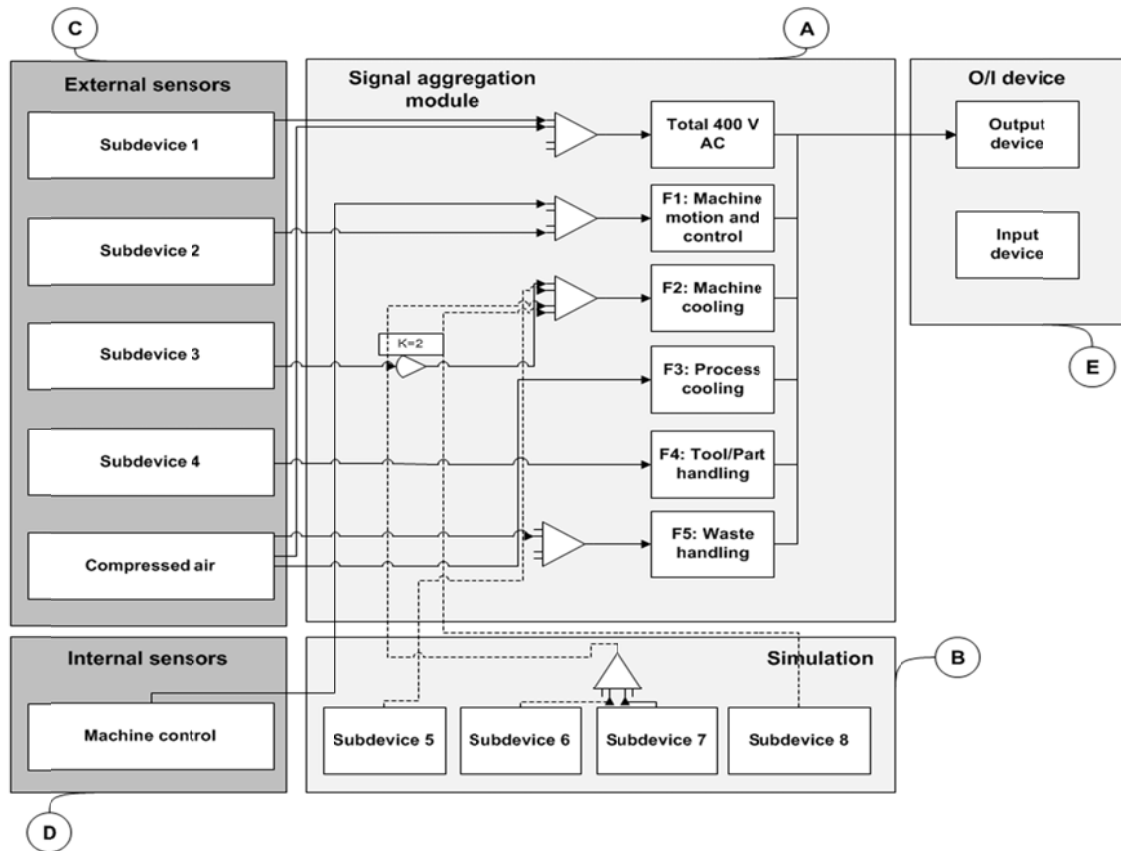 C
A
External sensors
Subdevice 1
Subdevice 2
Subdevice 3
Subdevice 4
Compressed air
Internal sensors
Machine control
D
Signal aggregation
module
K=2
Total 400 V
AC
F1: Machine
motion and
control
F2: Machine
cooling
F3: Process
cooling
F4: Tool/Part
handling
F5: Waste
handling
Simulation
Subdevice 5
Subdevice 6
Subdevice 7
Subdevice 8
B
O/I device
Output
device
Input
device
E